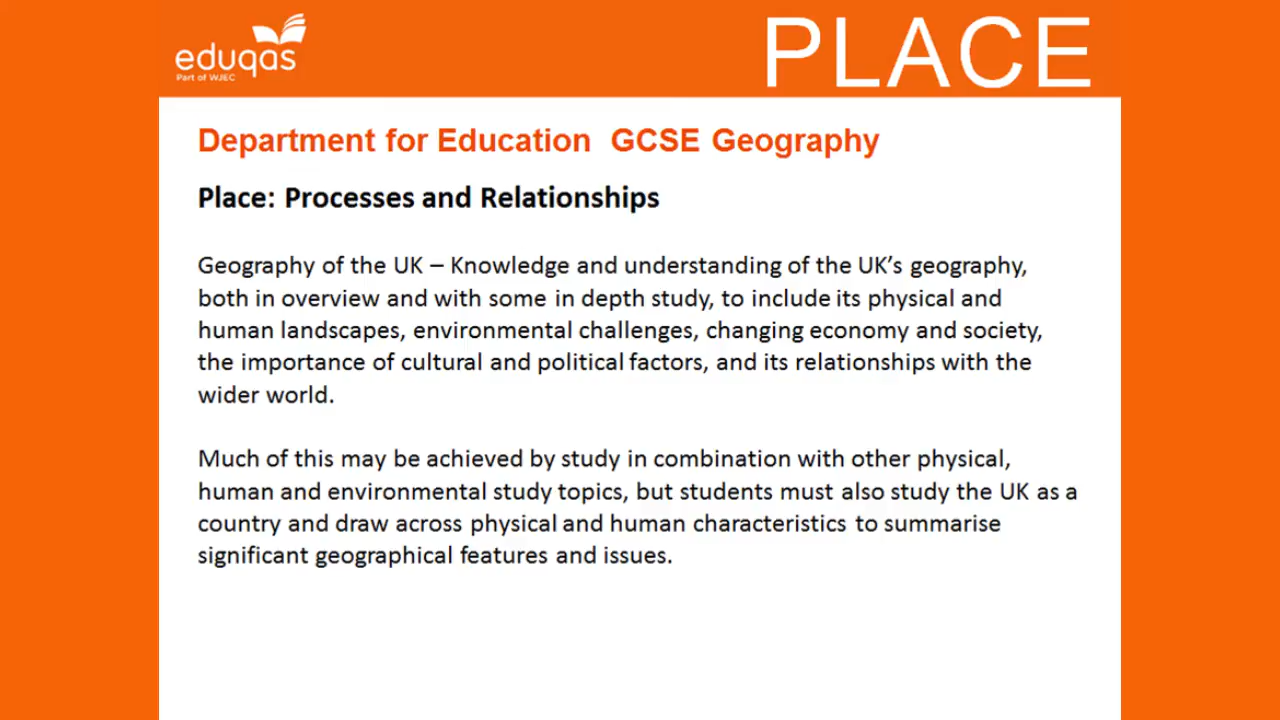 eduqas
Part of WJEC
PLACE
Department for Education  GCSE Geography
Place: Processes and Relationships
Geography of the UK – Knowledge and understanding of the UK’s geography,
both in overview and with some in depth study, to include its physical and
human landscapes, environmental challenges, changing economy and society,
the importance of cultural and political factors, and its relationships with the
wider world.
Much of this may be achieved by study in combination with other physical,
human and environmental study topics, but students must also study the UK as a
country and draw across physical and human characteristics to summarise
significant geographical features and issues.